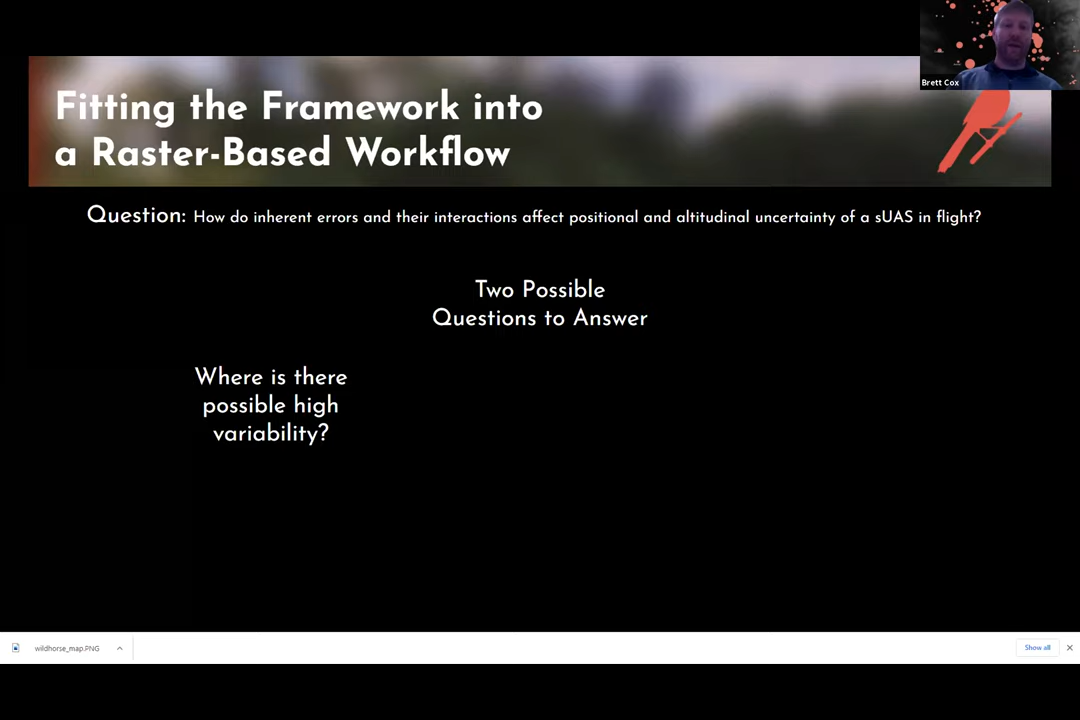 Brett Cox
Fitting the Framework into
a Raster-Based Workflow
Question: How do inherent errors and their interactions affect positional and altitudinal uncertainty of a sUAS in flight?
Two Possible
Questions to Answer
Where is there
possible high
variability?
wildhorse_map.PNG
Show all